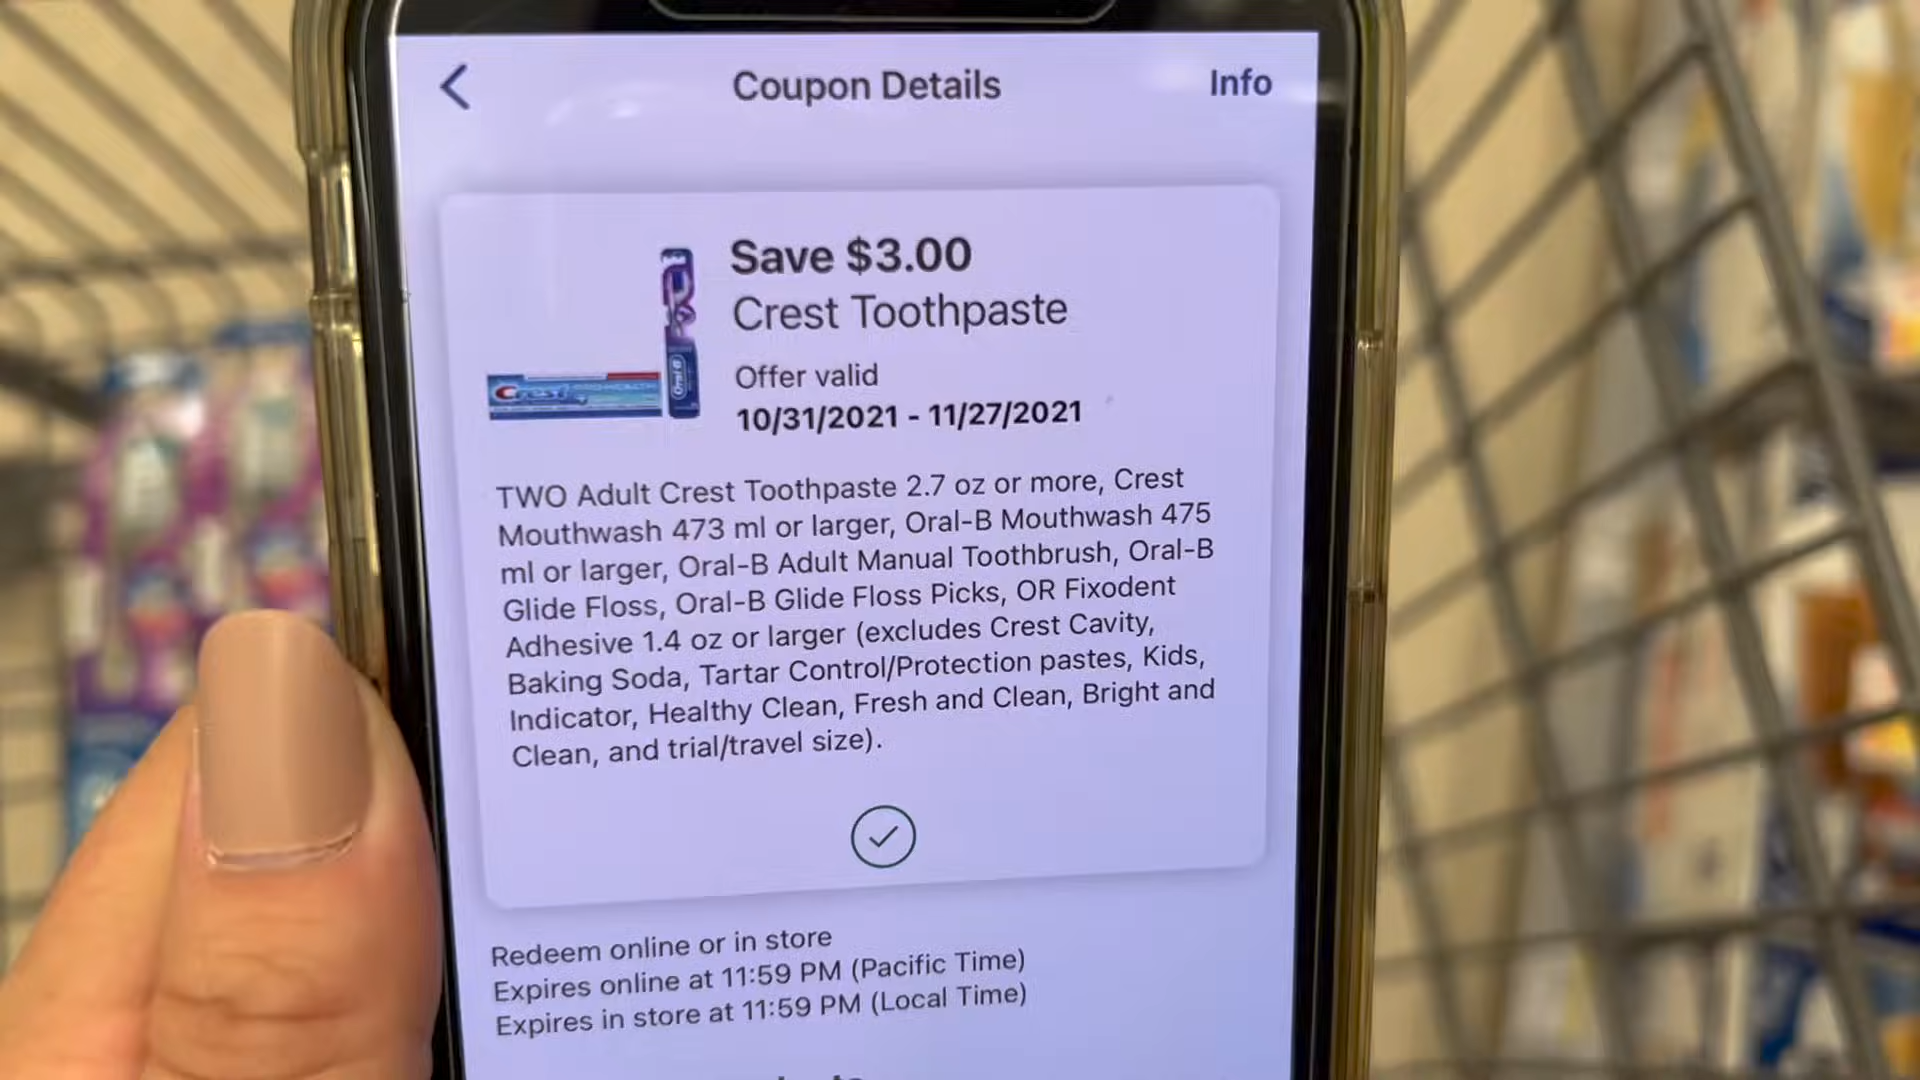 Coupon Details
Info
Save $3.00
Crest Toothpaste
Offer valid
10/31/2021 - 11/27/2021
Crest
Oral-B
TWO Adult Crest Toothpaste 2.7 oz or more, Crest
Mouthwash 473 ml or larger, Oral-B Mouthwash 475
ml or larger, Oral-B Adult Manual Toothbrush, Oral-B
Glide Floss, Oral-B Glide Floss Picks, OR Fixodent
Adhesive 1.4 oz or larger (excludes Crest Cavity,
Baking Soda, Tartar Control/Protection pastes, Kids,
Indicator, Healthy Clean, Fresh and Clean, Bright and
Clean, and trial/travel size).
Redeem online or in store
Expires online at 11:59 PM (Pacific Time)
Expires in store at 11:59 PM (Local Time)